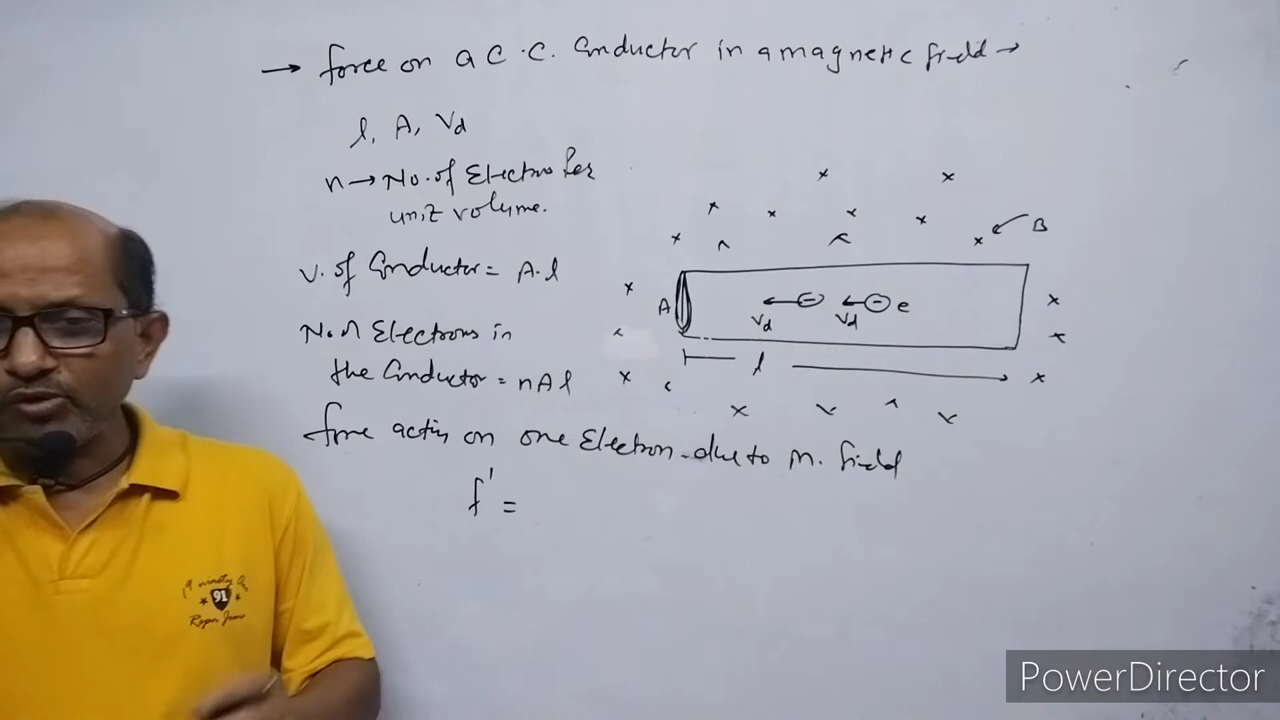 → force on a C.C. Conductor in a magnetic field →
l, A, Vd
n → No. of Electrons Per
unit volume.
V. of Conductor = A.l
No. of Electrons in
the Conductor = nAl
force acting on one Electron due to M. field
f' =
B
A
e
Vd
Vd
l
91
PowerDirector